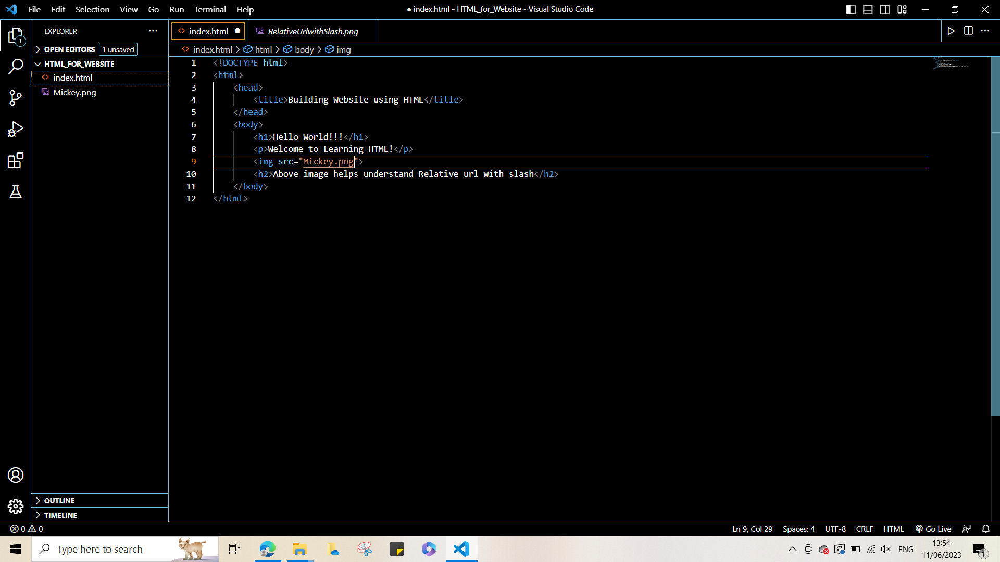 File Edit Selection View Go Run Terminal Help
● index.html - HTML_for_Website - Visual Studio Code
EXPLORER
index.html
RelativeUrlwithSlash.png
OPEN EDITORS 1 unsaved
index.html > html > body > img
HTML_FOR_WEBSITE
index.html
Mickey.png
1 <!DOCTYPE html>
2 <html>
3 <head>
4 <title>Building Website using HTML</title>
5 </head>
6 <body>
7 <h1>Hello World!!!</h1>
8 <p>Welcome to Learning HTML!</p>
9 <img src="Mickey.png">
10 <h2>Above image helps understand Relative url with slash</h2>
11 </body>
12 </html>
1
OUTLINE
TIMELINE
0 0
Ln 9, Col 29 Spaces: 4 UTF-8 CRLF HTML Go Live
Type here to search
ENG
13:54
11/06/2023
1